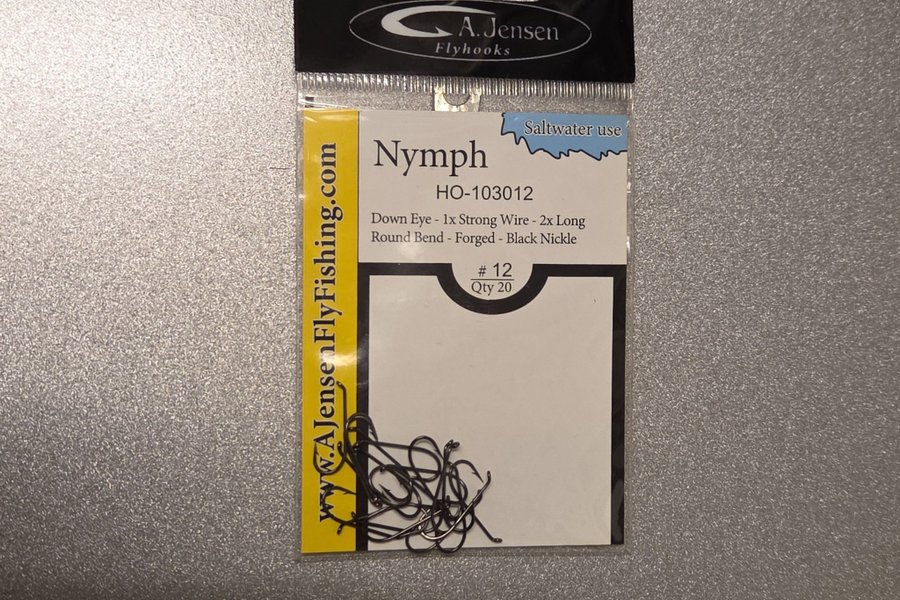 A. Jensen
Flyhooks
Saltwater use
Nymph
HO-103012
Down Eye - 1x Strong Wire - 2x Long
Round Bend - Forged - Black Nickle
# 12
Qty 20
www.AJensenFlyFishing.com